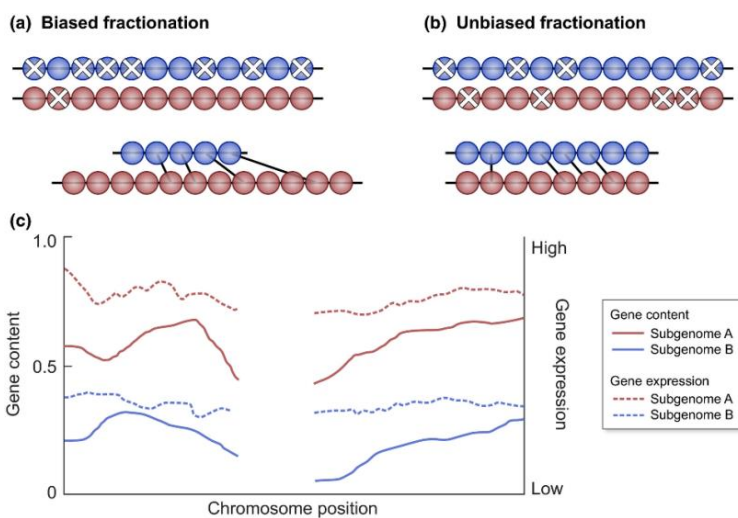 (a) Biased fractionation
(b) Unbiased fractionation
(c)
1.0
0.5
0
Gene content
Chromosome position
High
Low
Gene expression
Gene content
Subgenome A
Subgenome B
Gene expression
Subgenome A
Subgenome B